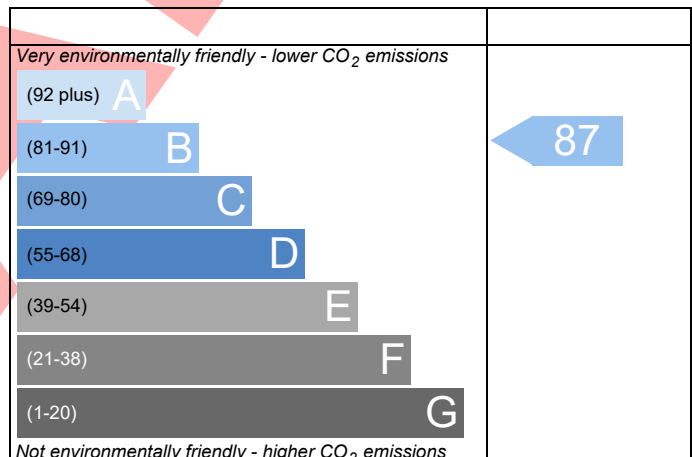 Very environmentally friendly - lower CO₂ emissions
(92 plus) A
(81-91) B 87
(69-80) C
(55-68) D
(39-54) E
(21-38) F
(1-20) G
Not environmentally friendly - higher CO₂ emissions